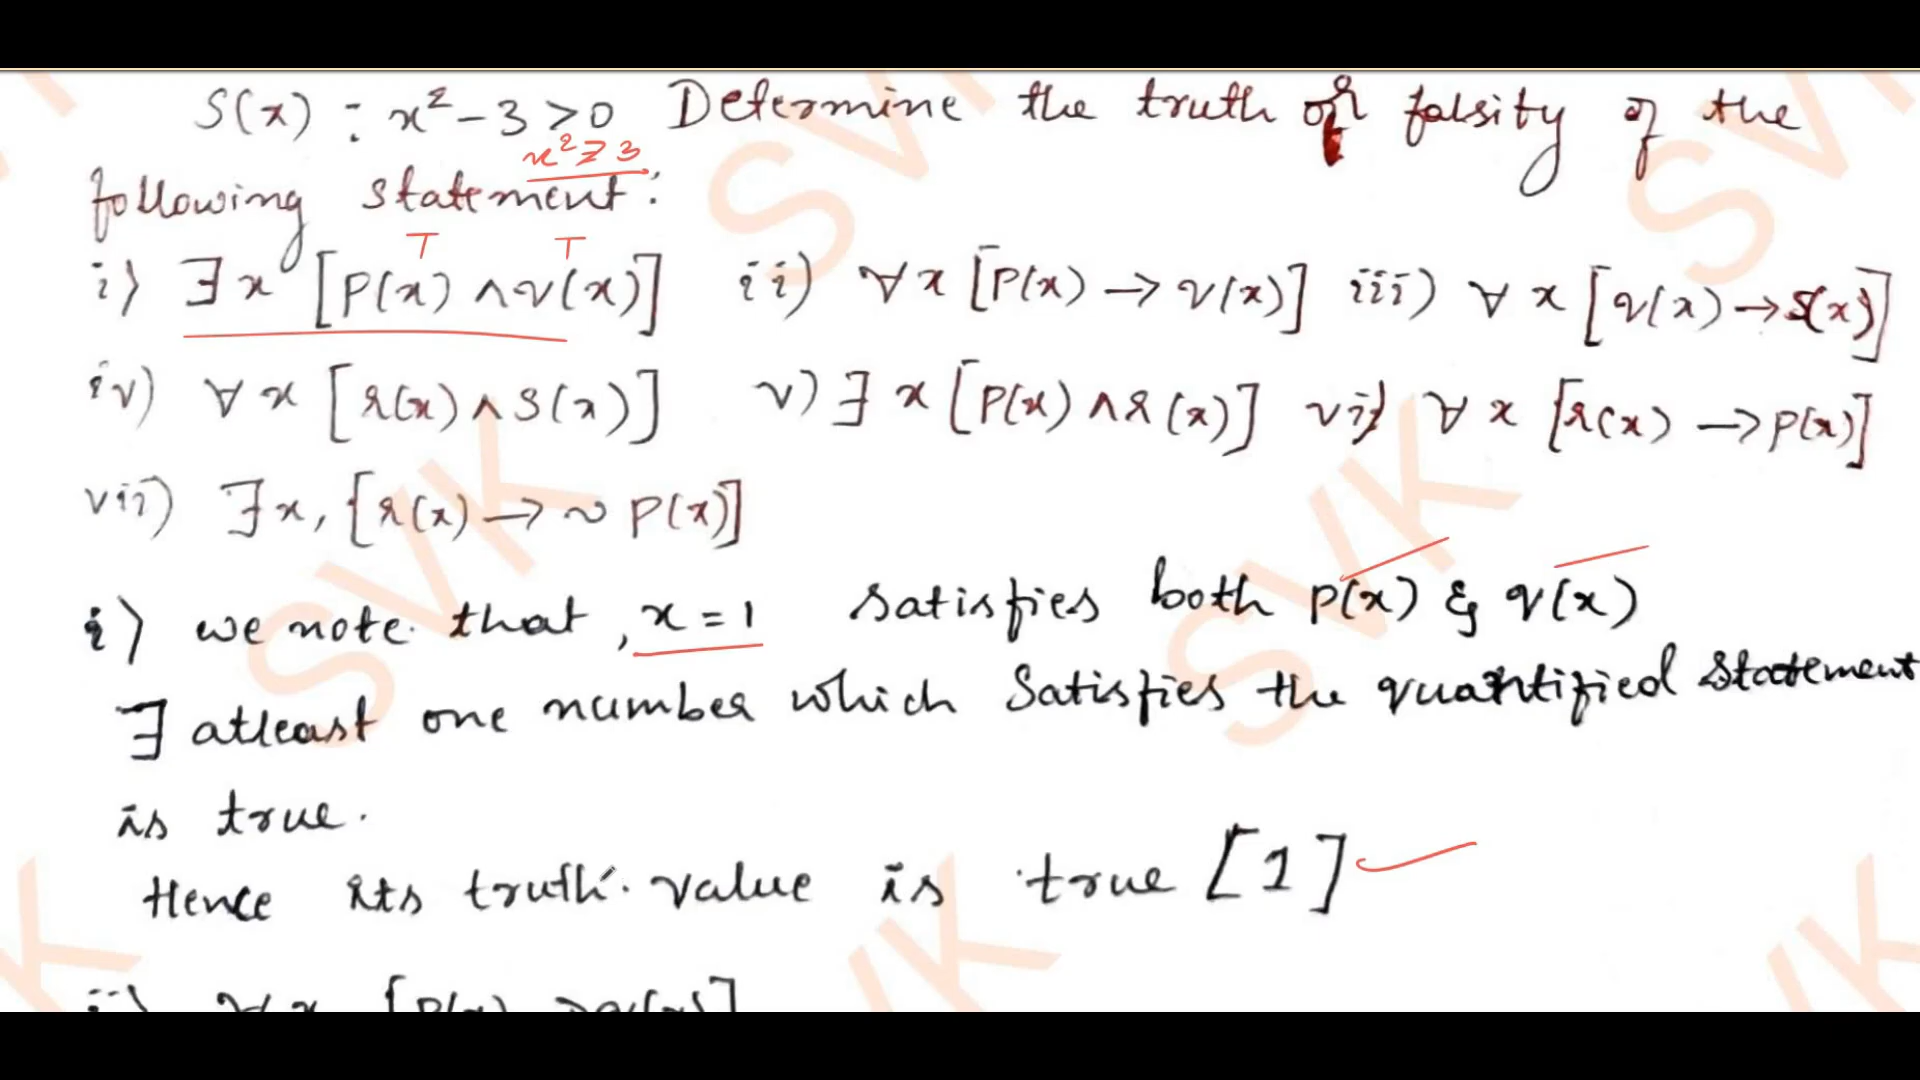 S(x) : x² - 3 > 0 Determine the truth or falsity of the
x² > 3
following statement:
T T
i) ∃ x [p(x) ∧ q(x)] ii) ∀ x [p(x) → q(x)] iii) ∀ x [q(x) → s(x)]
iv) ∀ x [r(x) ∧ s(x)] v) ∃ x [p(x) ∧ r(x)] vi) ∀ x [r(x) → p(x)]
vii) ∃ x, [r(x) → ~ p(x)]
i) we note that, x = 1 satisfies both p(x) & q(x)
∃ atleast one number which satisfies the quantified statement
is true.
Hence its truth value is true [1]
ii) ∀ x [p(x) → q(x)]
SVK